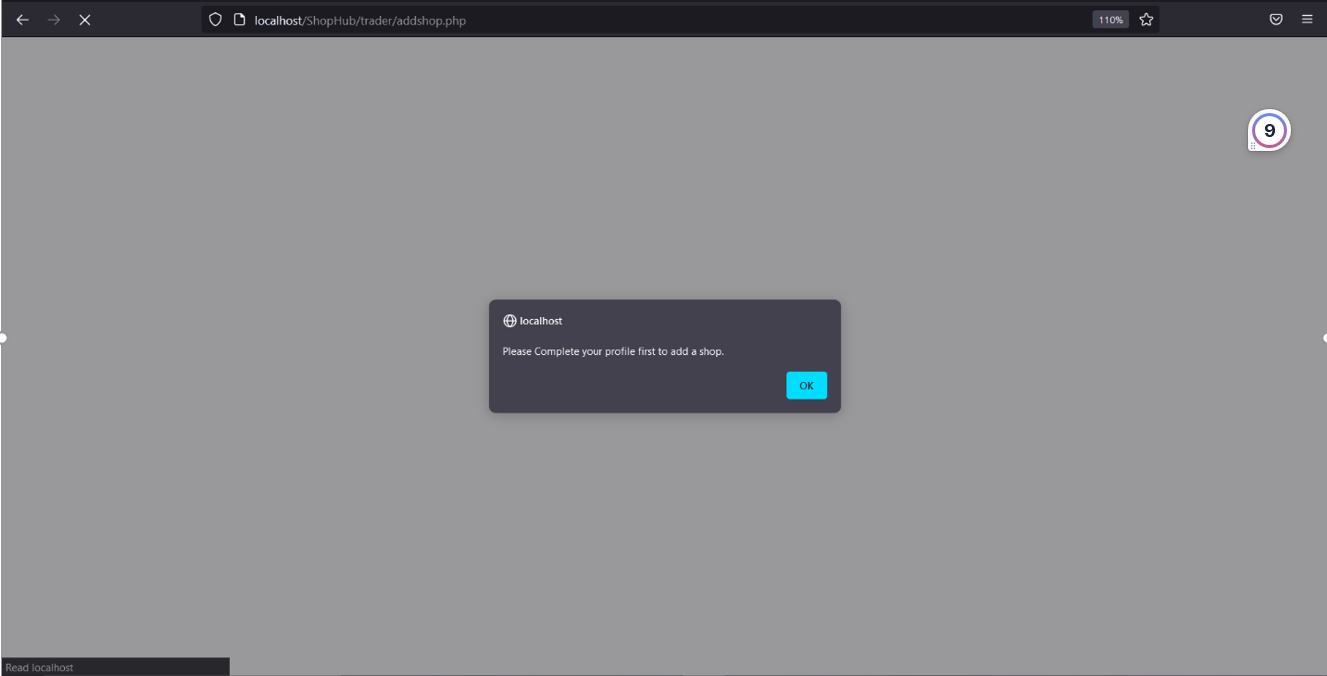 localhost/ShopHub/trader/addshop.php
110%
9
localhost
Please Complete your profile first to add a shop.
OK
Read localhost